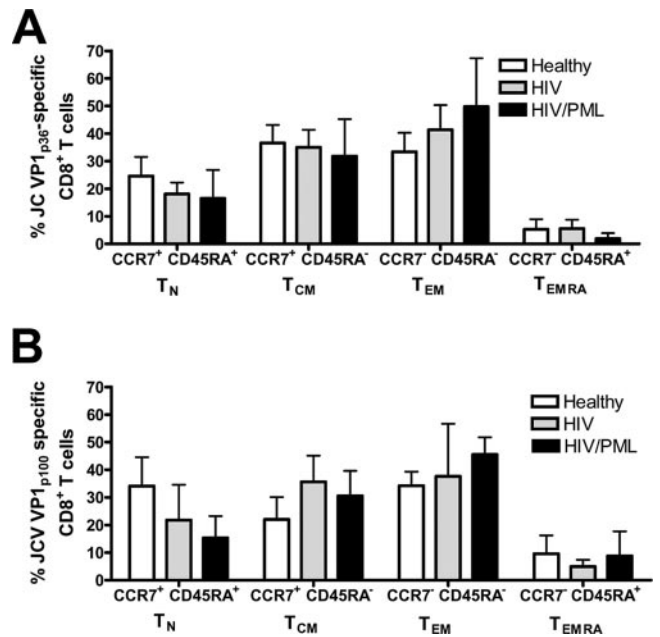 A
% JC VP1p36-specific
CD8+ T cells
70
60
50
40
30
20
10
0
Healthy
HIV
HIV/PML
CCR7+ CD45RA+ CCR7+ CD45RA- CCR7- CD45RA- CCR7- CD45RA+
TN TCM TEM TEMRA
B
% JCV VP1p100 specific
CD8+ T cells
70
60
50
40
30
20
10
0
Healthy
HIV
HIV/PML
CCR7+ CD45RA+ CCR7+ CD45RA- CCR7- CD45RA- CCR7- CD45RA+
TN TCM TEM TEMRA